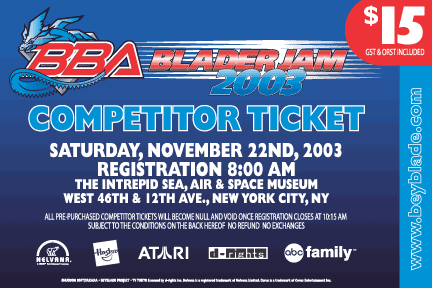 $15
GST & ORST INCLUDED
BBA BLADERJAM
2003
COMPETITOR TICKET
SATURDAY, NOVEMBER 22ND, 2003
REGISTRATION 8:00 AM
THE INTREPID SEA, AIR & SPACE MUSEUM
WEST 46TH & 12TH AVE., NEW YORK CITY, NY
ALL PRE-PURCHASED COMPETITOR TICKETS WILL BECOME NULL AND VOID ONCE REGISTRATION CLOSES AT 10:15 AM
SUBJECT TO THE CONDITIONS ON THE BACK HEREOF NO REFUND NO EXCHANGES
NELVANA Hasbro ATARI d-rights abc family
www.beyblade.com